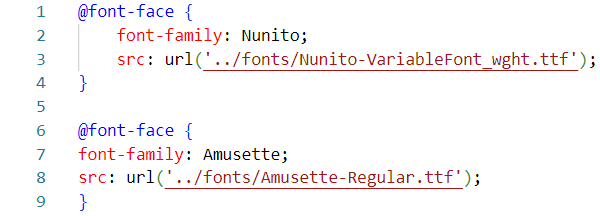 1 @font-face {
2 font-family: Nunito;
3 src: url('../fonts/Nunito-VariableFont_wght.ttf');
4 }
5
6 @font-face {
7 font-family: Amusette;
8 src: url('../fonts/Amusette-Regular.ttf');
9 }